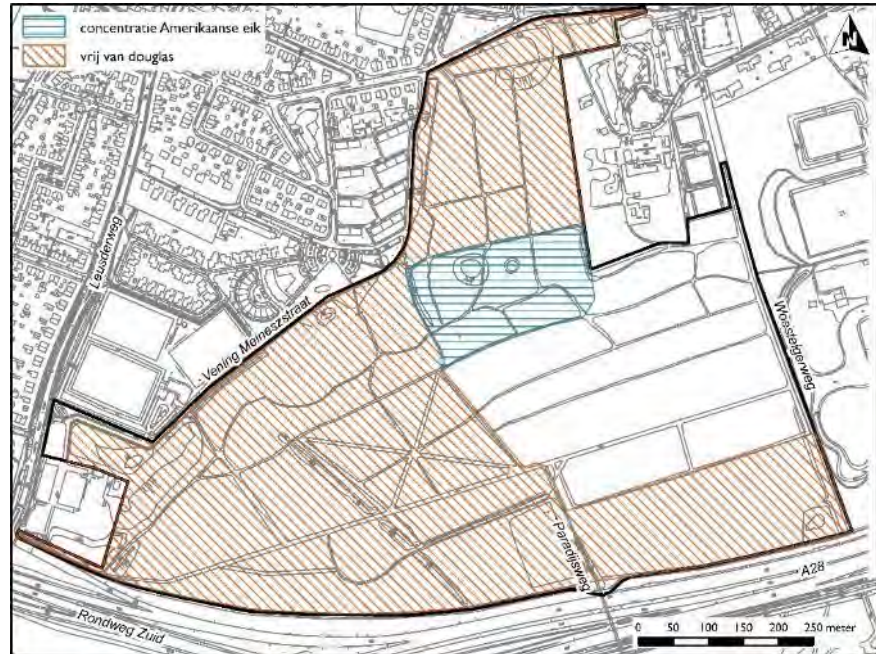 concentratie Amerikaanse eik
vrij van douglas
N
Leusderweg
Vening Meineszstraat
Woesteigerweg
Paradijsweg
A28
Rondweg Zuid
0 50 100 150 200 250 meter